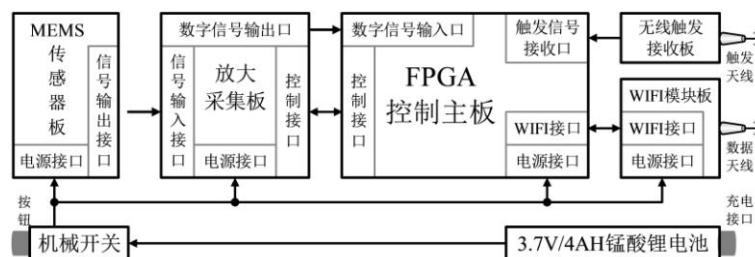 MEMS
传感器板
信号输出接口
电源接口
数字信号输出口
信号输入接口
放大
采集板
控制接口
电源接口
数字信号输入口
控制接口
FPGA
控制主板
触发信号
接收口
WIFI接口
电源接口
无线触发
接收板
触发
天线
WIFI模块板
WIFI接口
电源接口
数据
天线
按钮
机械开关
3.7V/4AH锰酸锂电池
充电
接口